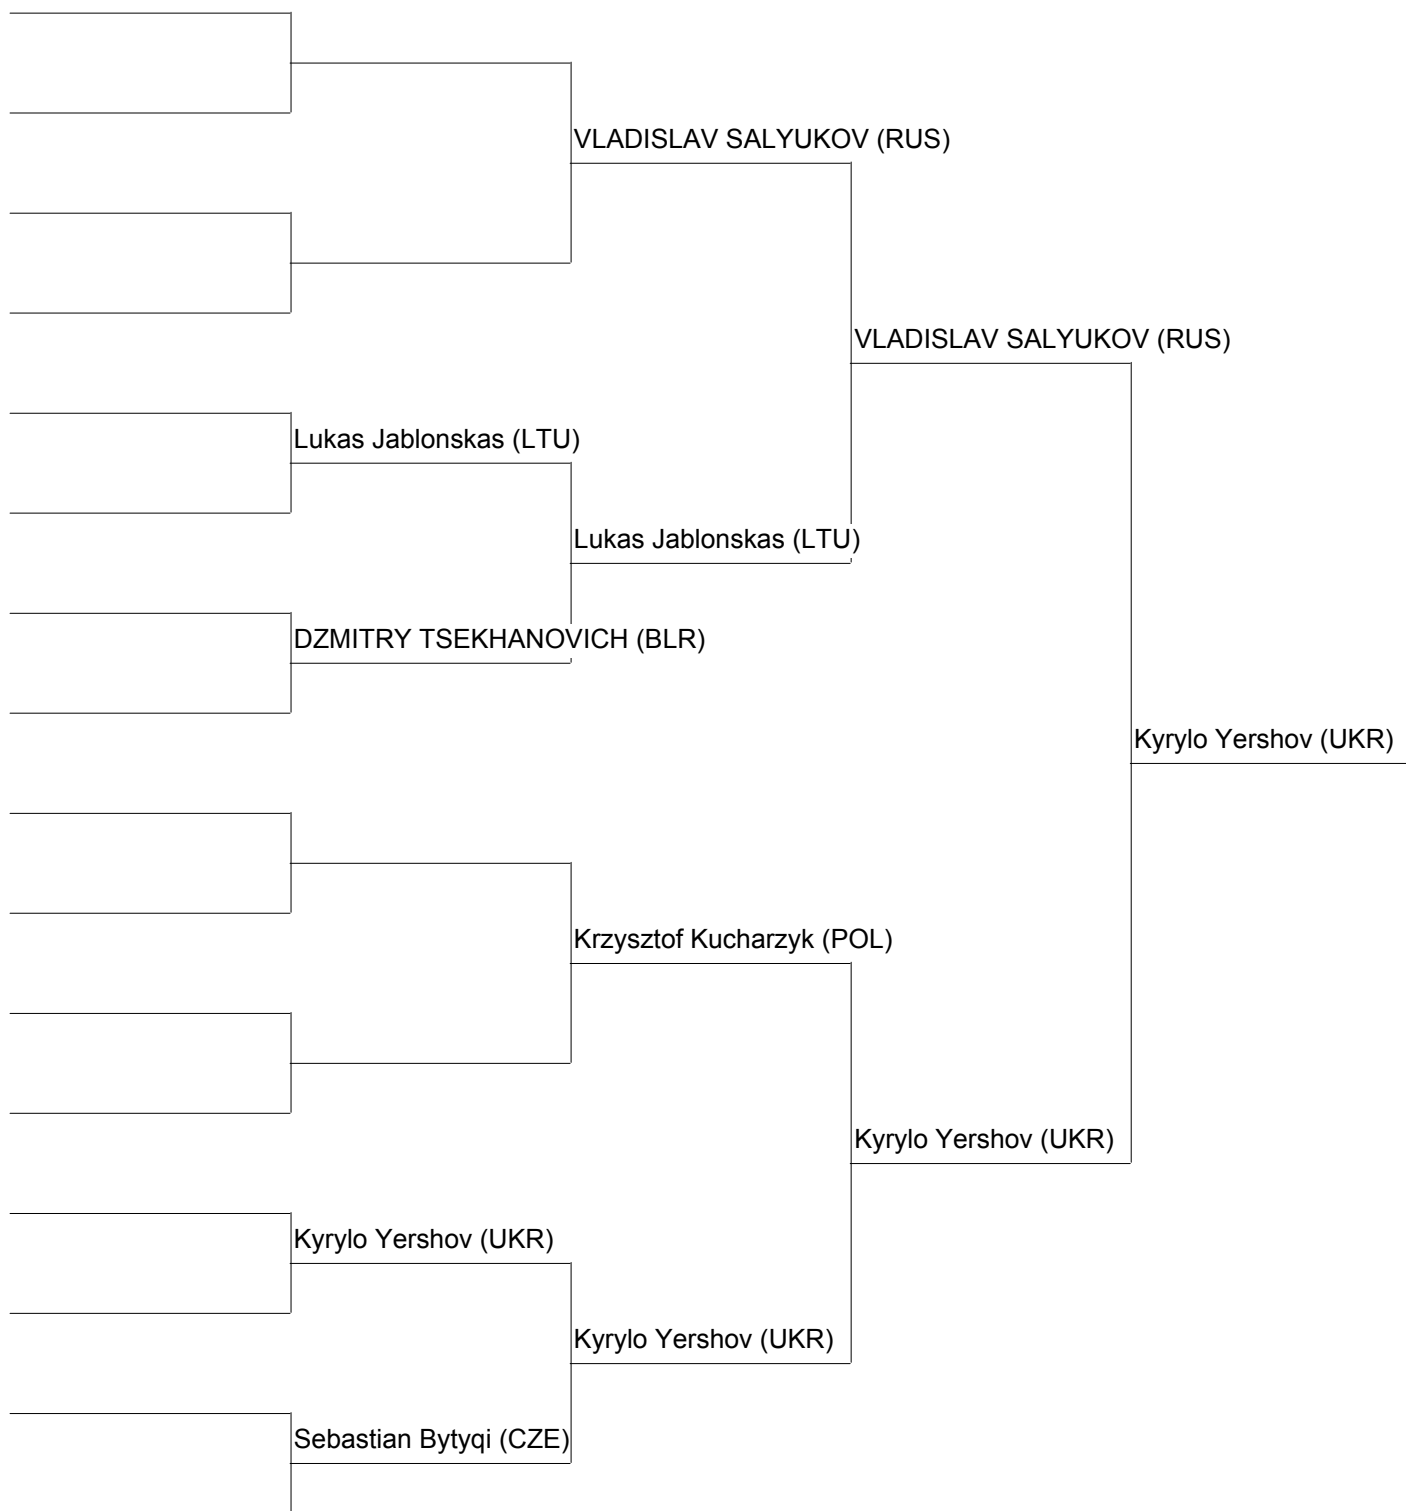 VLADISLAV SALYUKOV (RUS)
VLADISLAV SALYUKOV (RUS)
Lukas Jablonskas (LTU)
Lukas Jablonskas (LTU)
DZMITRY TSEKHANOVICH (BLR)
Kyrylo Yershov (UKR)
Krzysztof Kucharzyk (POL)
Kyrylo Yershov (UKR)
Kyrylo Yershov (UKR)
Kyrylo Yershov (UKR)
Sebastian Bytyqi (CZE)